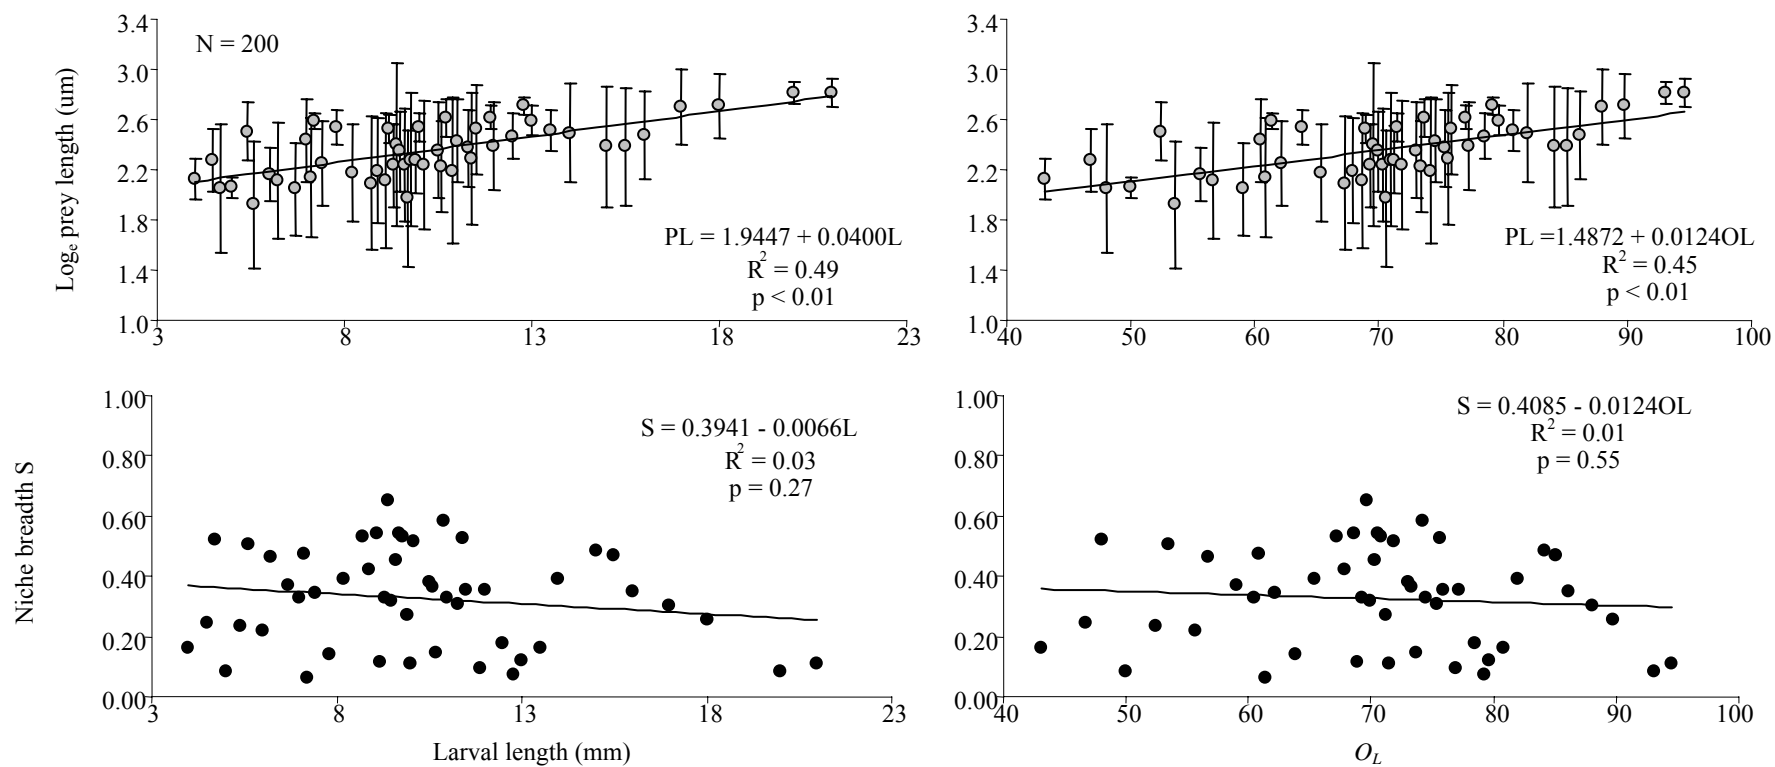 3.4
3.0
2.6
2.2
1.8
1.4
1.0
Logₑ prey length (um)
N = 200
PL = 1.9447 + 0.0400L
R² = 0.49
p < 0.01
3 8 13 18 23
3.4
3.0
2.6
2.2
1.8
1.4
1.0
PL =1.4872 + 0.0124OL
R² = 0.45
p < 0.01
40 50 60 70 80 90 100
1.00
0.80
0.60
0.40
0.20
0.00
Niche breadth S
S = 0.3941 - 0.0066L
R² = 0.03
p = 0.27
3 8 13 18 23
Larval length (mm)
1.00
0.80
0.60
0.40
0.20
0.00
S = 0.4085 - 0.0124OL
R² = 0.01
p = 0.55
40 50 60 70 80 90 100
O_L